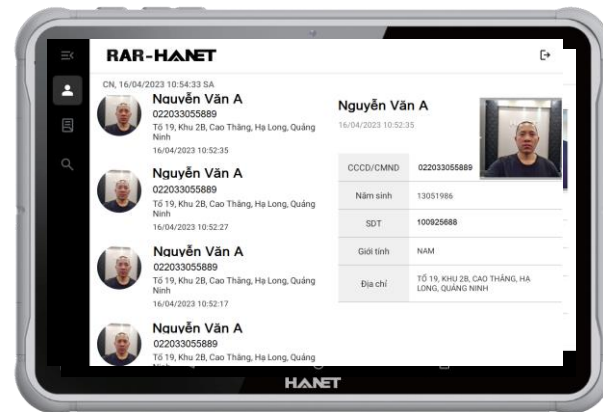 RAR-HANET
CN, 16/04/2023 10:54:33 SA
Nguyễn Văn A
022033055889
Tổ 19, Khu 2B, Cao Thăng, Hạ Long, Quảng
Ninh
16/04/2023 10:52:35
Nguyễn Văn A
022033055889
Tổ 19, Khu 2B, Cao Thăng, Hạ Long, Quảng
Ninh
16/04/2023 10:52:27
Nguyễn Văn A
022033055889
Tổ 19, Khu 2B, Cao Thăng, Hạ Long, Quảng
Ninh
16/04/2023 10:52:17
Nguyễn Văn A
022033055889
Tổ 19, Khu 2B, Cao Thăng, Hạ Long, Quảng
Nguyễn Văn A
16/04/2023 10:52:35
CCCD/CMND 022033055889
Năm sinh 13051986
SDT 100925688
Giới tính NAM
Địa chỉ TỔ 19, KHU 2B, CAO THĂNG, HẠ
LONG, QUẢNG NINH
HANET